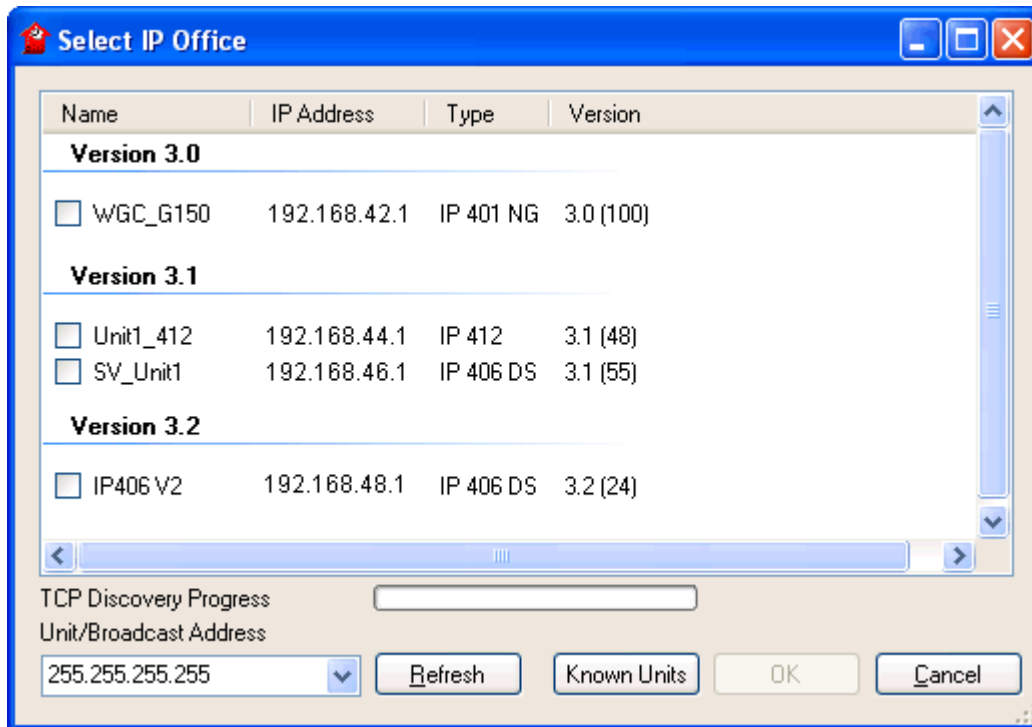 Select IP Office
Name IP Address Type Version
Version 3.0
WGC_G150 192.168.42.1 IP 401 NG 3.0 (100)
Version 3.1
Unit1_412 192.168.44.1 IP 412 3.1 (48)
SV_Unit1 192.168.46.1 IP 406 DS 3.1 (55)
Version 3.2
IP406 V2 192.168.48.1 IP 406 DS 3.2 (24)
TCP Discovery Progress
Unit/Broadcast Address
255.255.255.255 Refresh Known Units OK Cancel